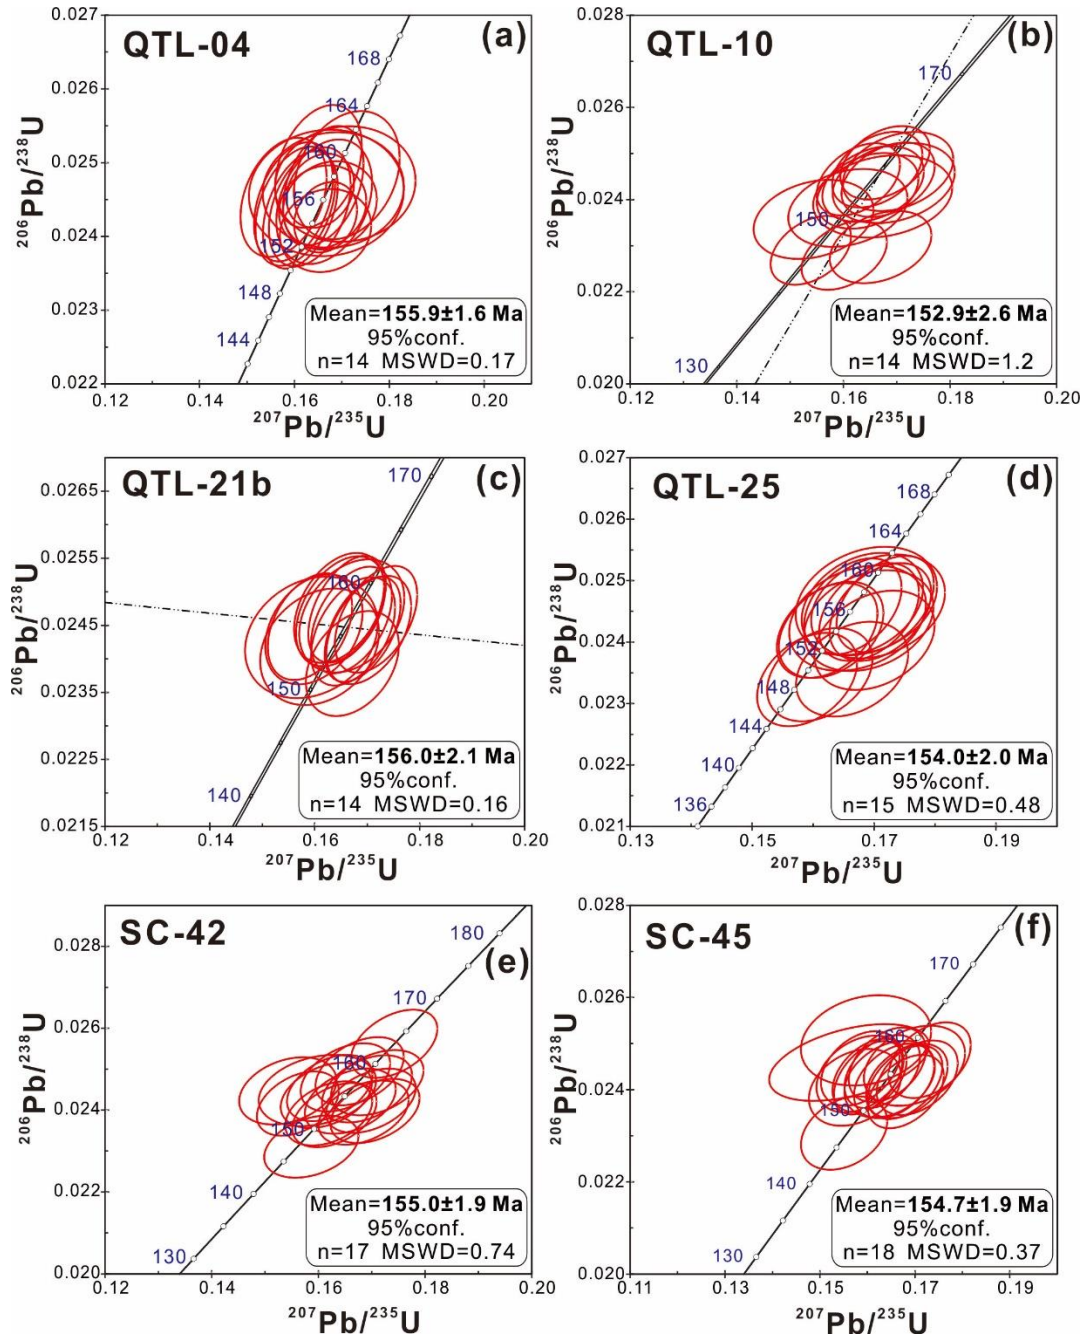 QTL-04 (a)
0.027
0.026
0.025
0.024
0.023
0.022
0.12 0.14 0.16 0.18 0.20
168
164
160
156
152
148
144
Mean=155.9±1.6 Ma
95%conf.
n=14 MSWD=0.17
206Pb/238U
207Pb/235U
QTL-10 (b)
0.028
0.026
0.024
0.022
0.020
0.12 0.14 0.16 0.18 0.20
170
150
130
Mean=152.9±2.6 Ma
95%conf.
n=14 MSWD=1.2
206Pb/238U
207Pb/235U
QTL-21b (c)
0.0265
0.0255
0.0245
0.0235
0.0225
0.0215
0.12 0.14 0.16 0.18 0.20
170
160
150
140
Mean=156.0±2.1 Ma
95%conf.
n=14 MSWD=0.16
206Pb/238U
207Pb/235U
QTL-25 (d)
0.027
0.026
0.025
0.024
0.023
0.022
0.021
0.13 0.15 0.17 0.19
168
164
160
156
152
148
144
140
136
Mean=154.0±2.0 Ma
95%conf.
n=15 MSWD=0.48
206Pb/238U
207Pb/235U
SC-42 (e)
0.028
0.026
0.024
0.022
0.020
0.12 0.14 0.16 0.18 0.20
180
170
160
150
140
130
Mean=155.0±1.9 Ma
95%conf.
n=17 MSWD=0.74
206Pb/238U
207Pb/235U
SC-45 (f)
0.028
0.026
0.024
0.022
0.020
0.11 0.13 0.15 0.17 0.19
170
160
150
140
130
Mean=154.7±1.9 Ma
95%conf.
n=18 MSWD=0.37
206Pb/238U
207Pb/235U